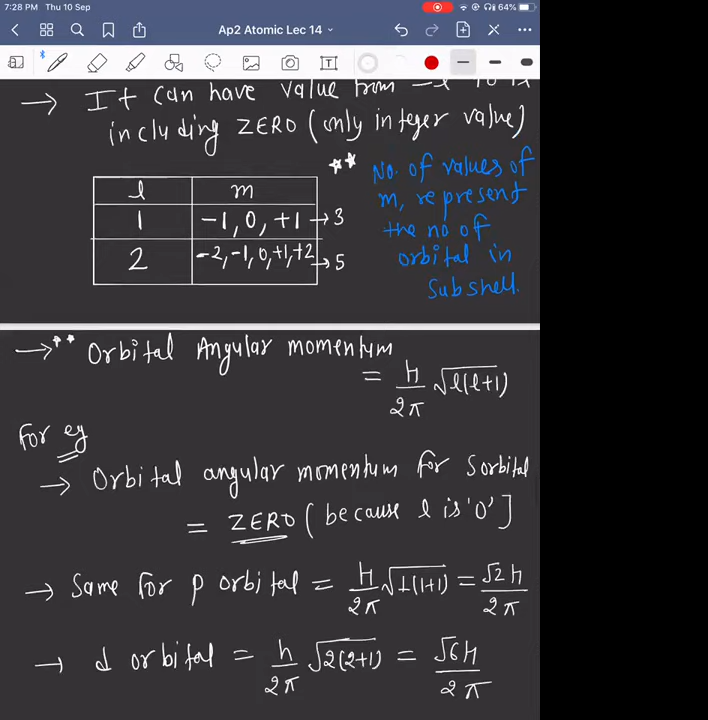 7:28 PM Thu 10 Sep
64%
Ap2 Atomic Lec 14
T
→ It can have value from -l to
including ZERO (only integer value)
l m
1 -1, 0, +1 → 3
2 -2, -1, 0, +1, +2 → 5
** No. of values of
m, represent
the no of
orbital in
Subshell.
→** Orbital Angular momentum
= h/2π √l(l+1)
For eg
→ Orbital angular momentum for s orbital
= ZERO (because l is '0']
→ Same for p orbital = h/2π √1(1+1) = √2h/2π
→ d orbital = h/2π √2(2+1) = √6h/2π